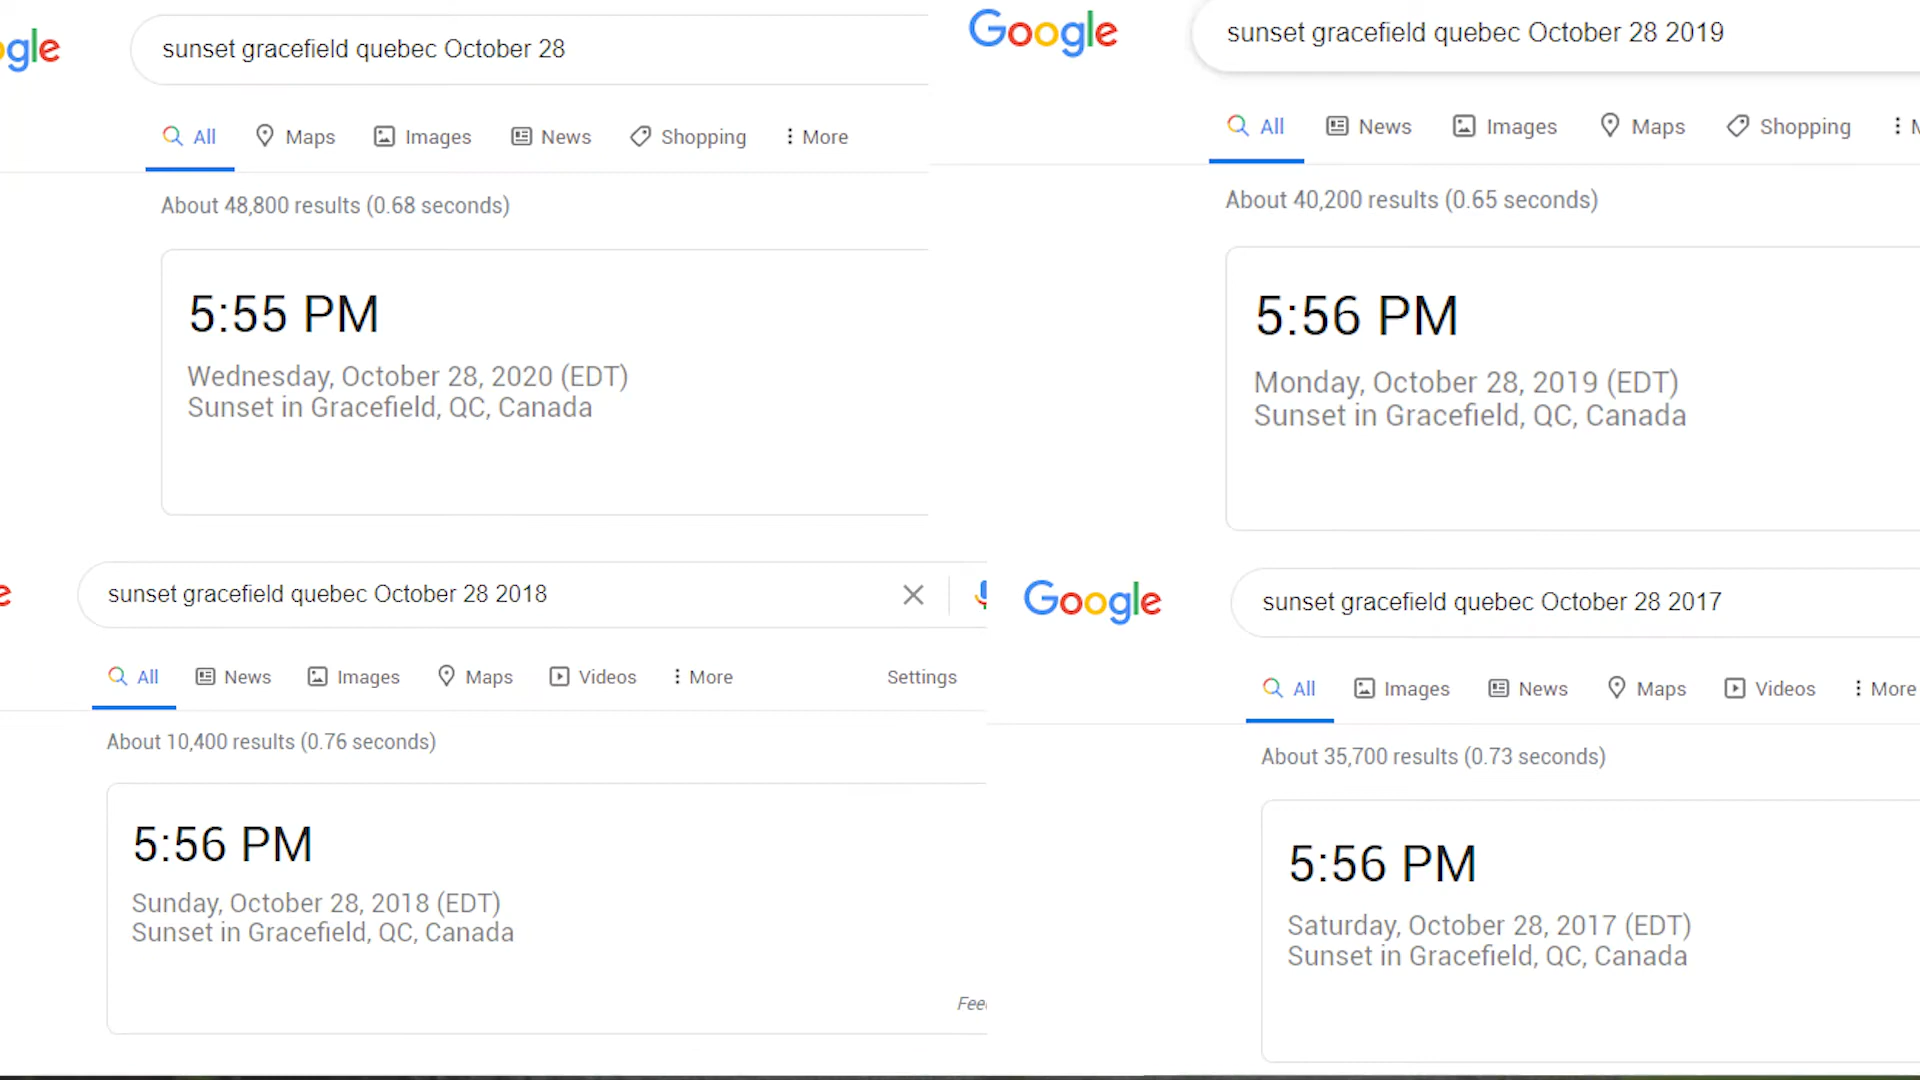 gle
sunset gracefield quebec October 28
All
Maps
Images
News
Shopping
More
About 48,800 results (0.68 seconds)
5:55 PM
Wednesday, October 28, 2020 (EDT)
Sunset in Gracefield, QC, Canada
Google
sunset gracefield quebec October 28 2019
All
News
Images
Maps
Shopping
M
About 40,200 results (0.65 seconds)
5:56 PM
Monday, October 28, 2019 (EDT)
Sunset in Gracefield, QC, Canada
e
sunset gracefield quebec October 28 2018
All
News
Images
Maps
Videos
More
Settings
About 10,400 results (0.76 seconds)
5:56 PM
Sunday, October 28, 2018 (EDT)
Sunset in Gracefield, QC, Canada
Fee
Google
sunset gracefield quebec October 28 2017
All
Images
News
Maps
Videos
More
About 35,700 results (0.73 seconds)
5:56 PM
Saturday, October 28, 2017 (EDT)
Sunset in Gracefield, QC, Canada